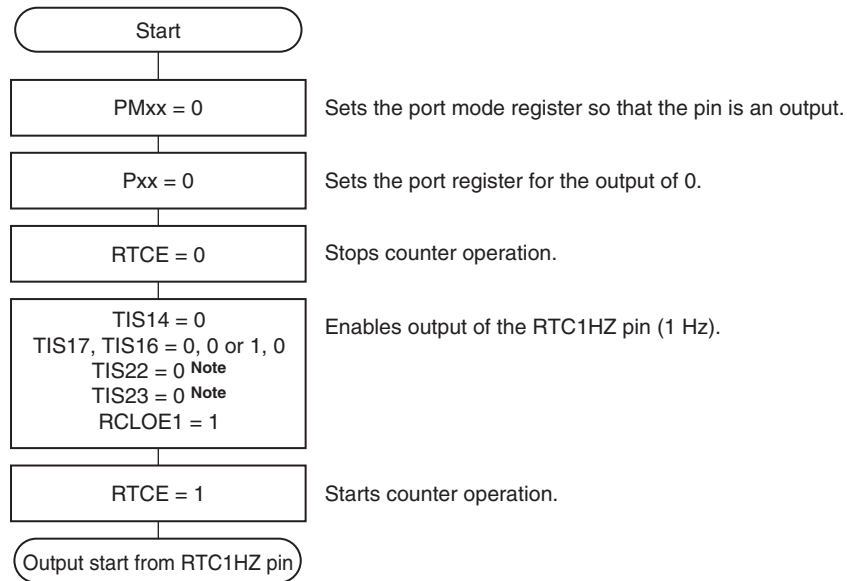 Start
PMxx = 0
Sets the port mode register so that the pin is an output.
Pxx = 0
Sets the port register for the output of 0.
RTCE = 0
Stops counter operation.
TIS14 = 0
TIS17, TIS16 = 0, 0 or 1, 0
TIS22 = 0 Note
TIS23 = 0 Note
RCLOE1 = 1
Enables output of the RTC1HZ pin (1 Hz).
RTCE = 1
Starts counter operation.
Output start from RTC1HZ pin